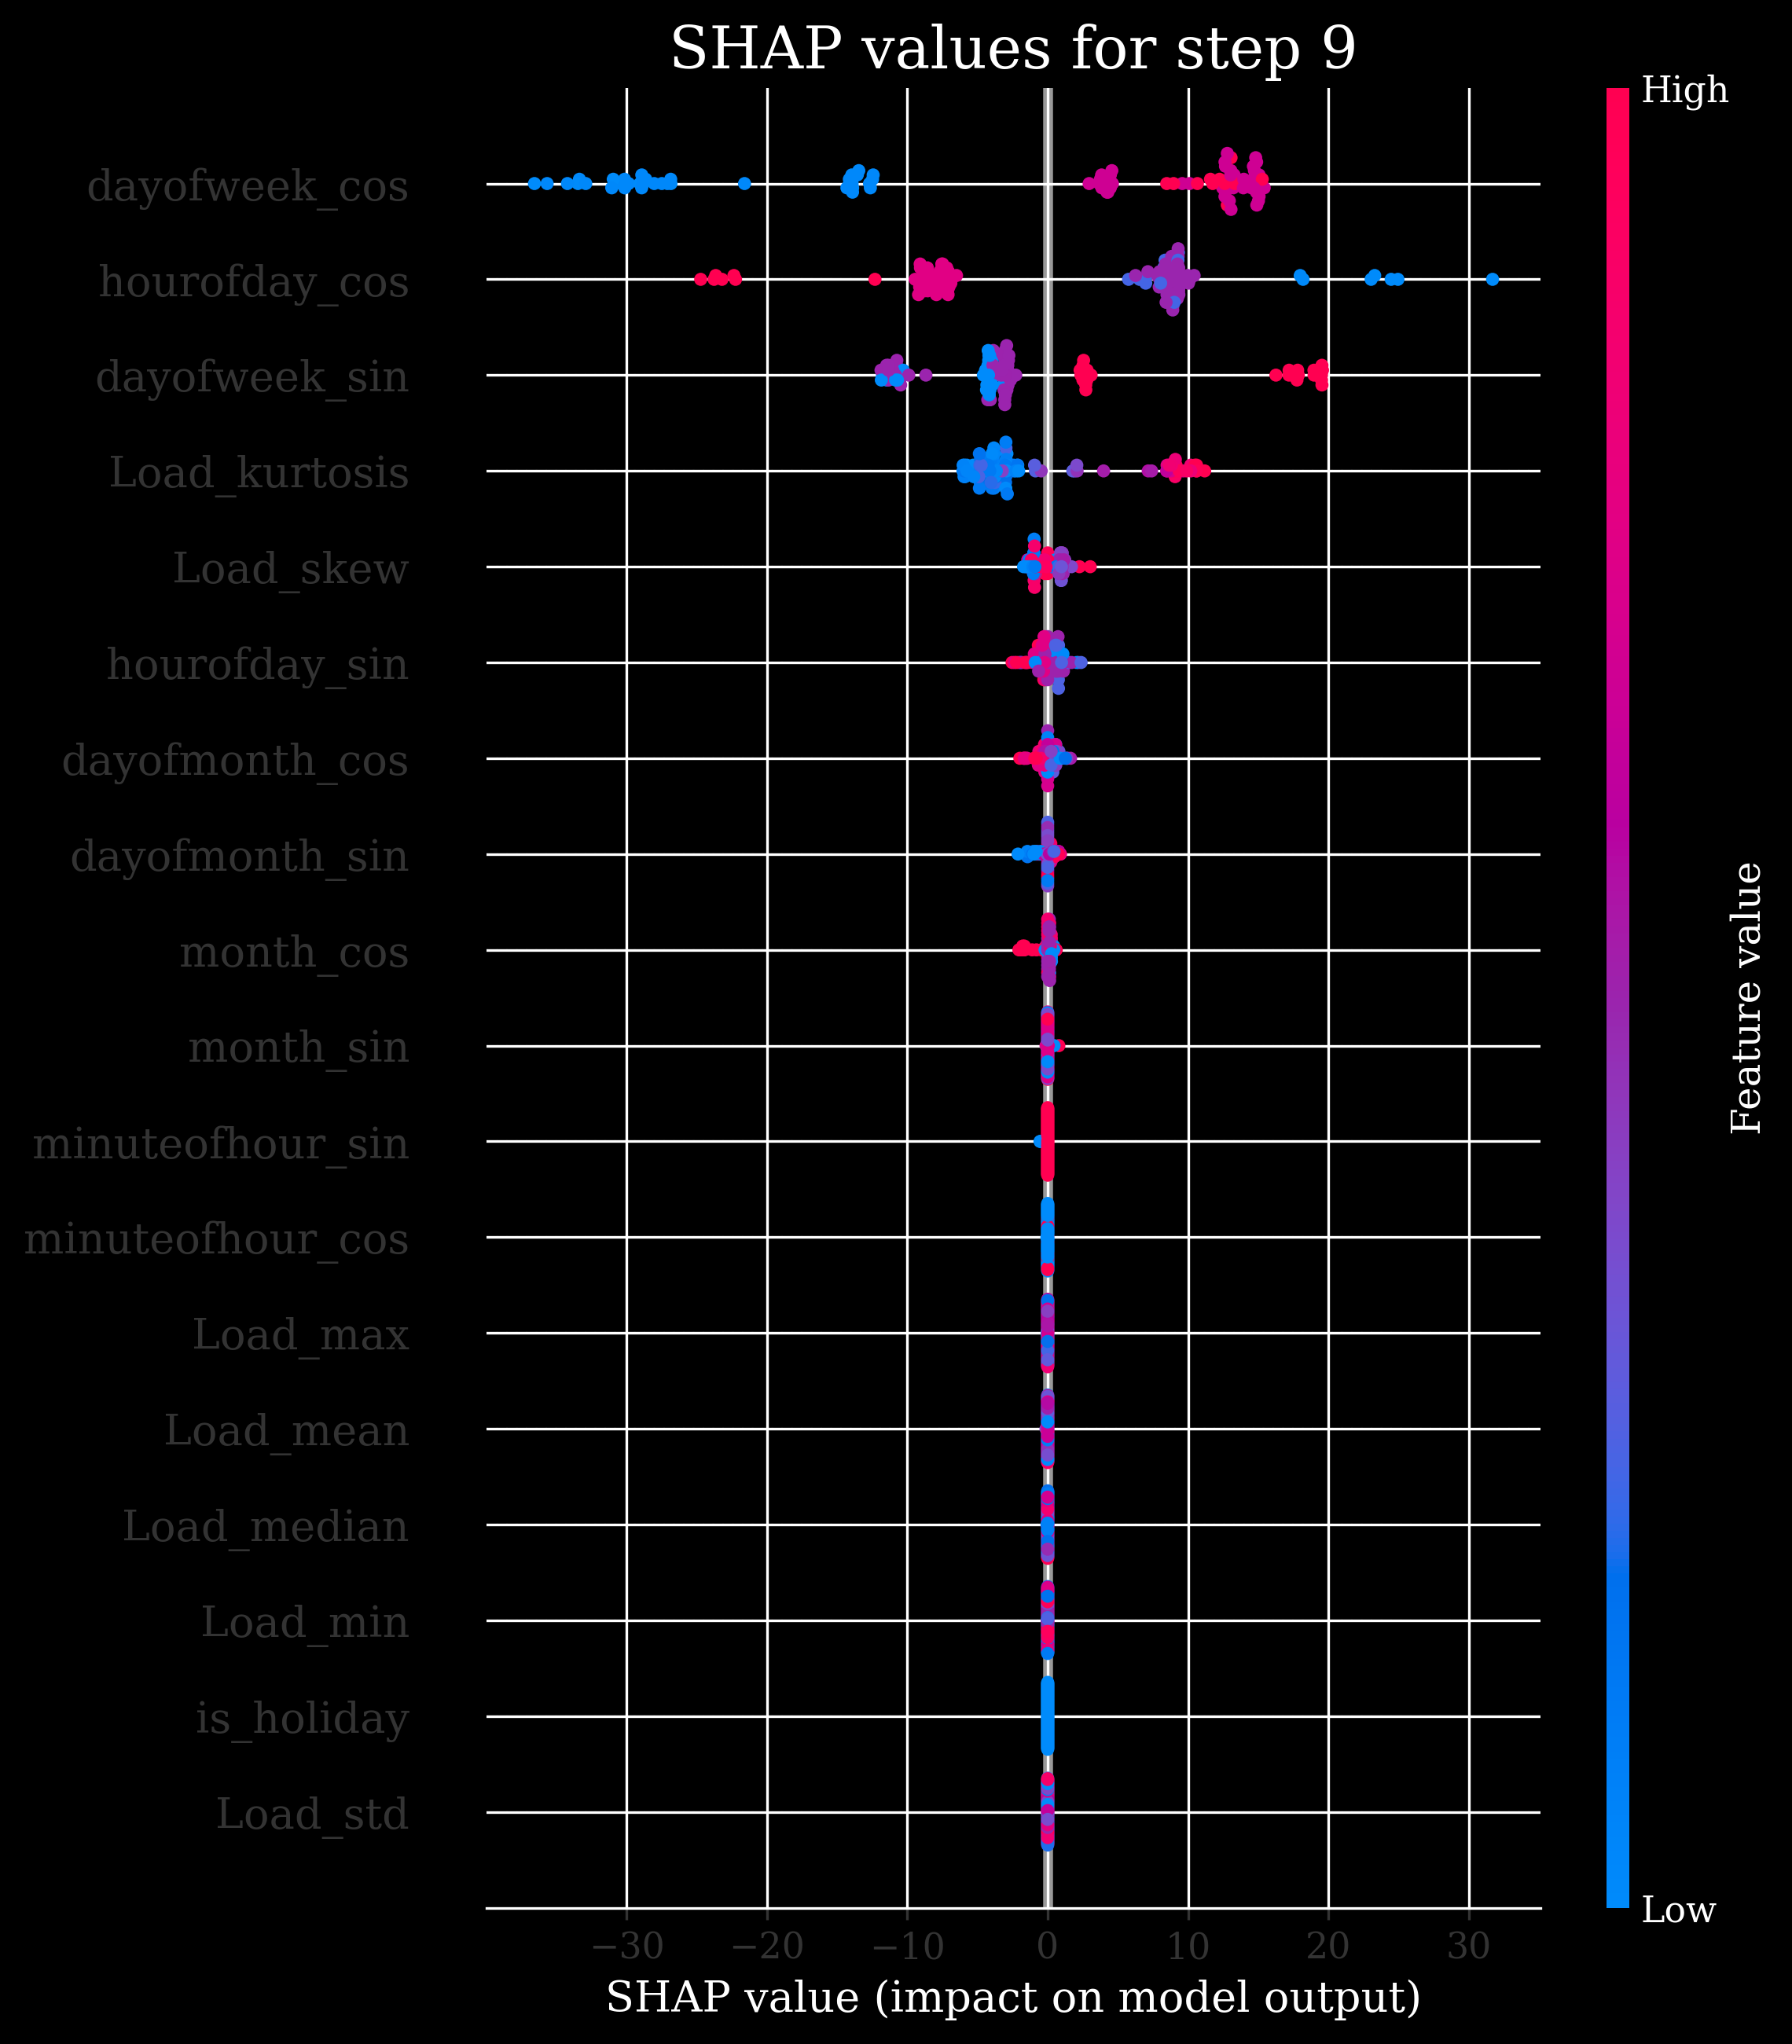 SHAP values for step 9
High
dayofweek_cos
hourofday_cos
dayofweek_sin
Load_kurtosis
Load_skew
hourofday_sin
dayofmonth_cos
dayofmonth_sin
month_cos
month_sin
minuteofhour_sin
minuteofhour_cos
Load_max
Load_mean
Load_median
Load_min
is_holiday
Load_std
Feature value
Low
−30 −20 −10 0 10 20 30
SHAP value (impact on model output)